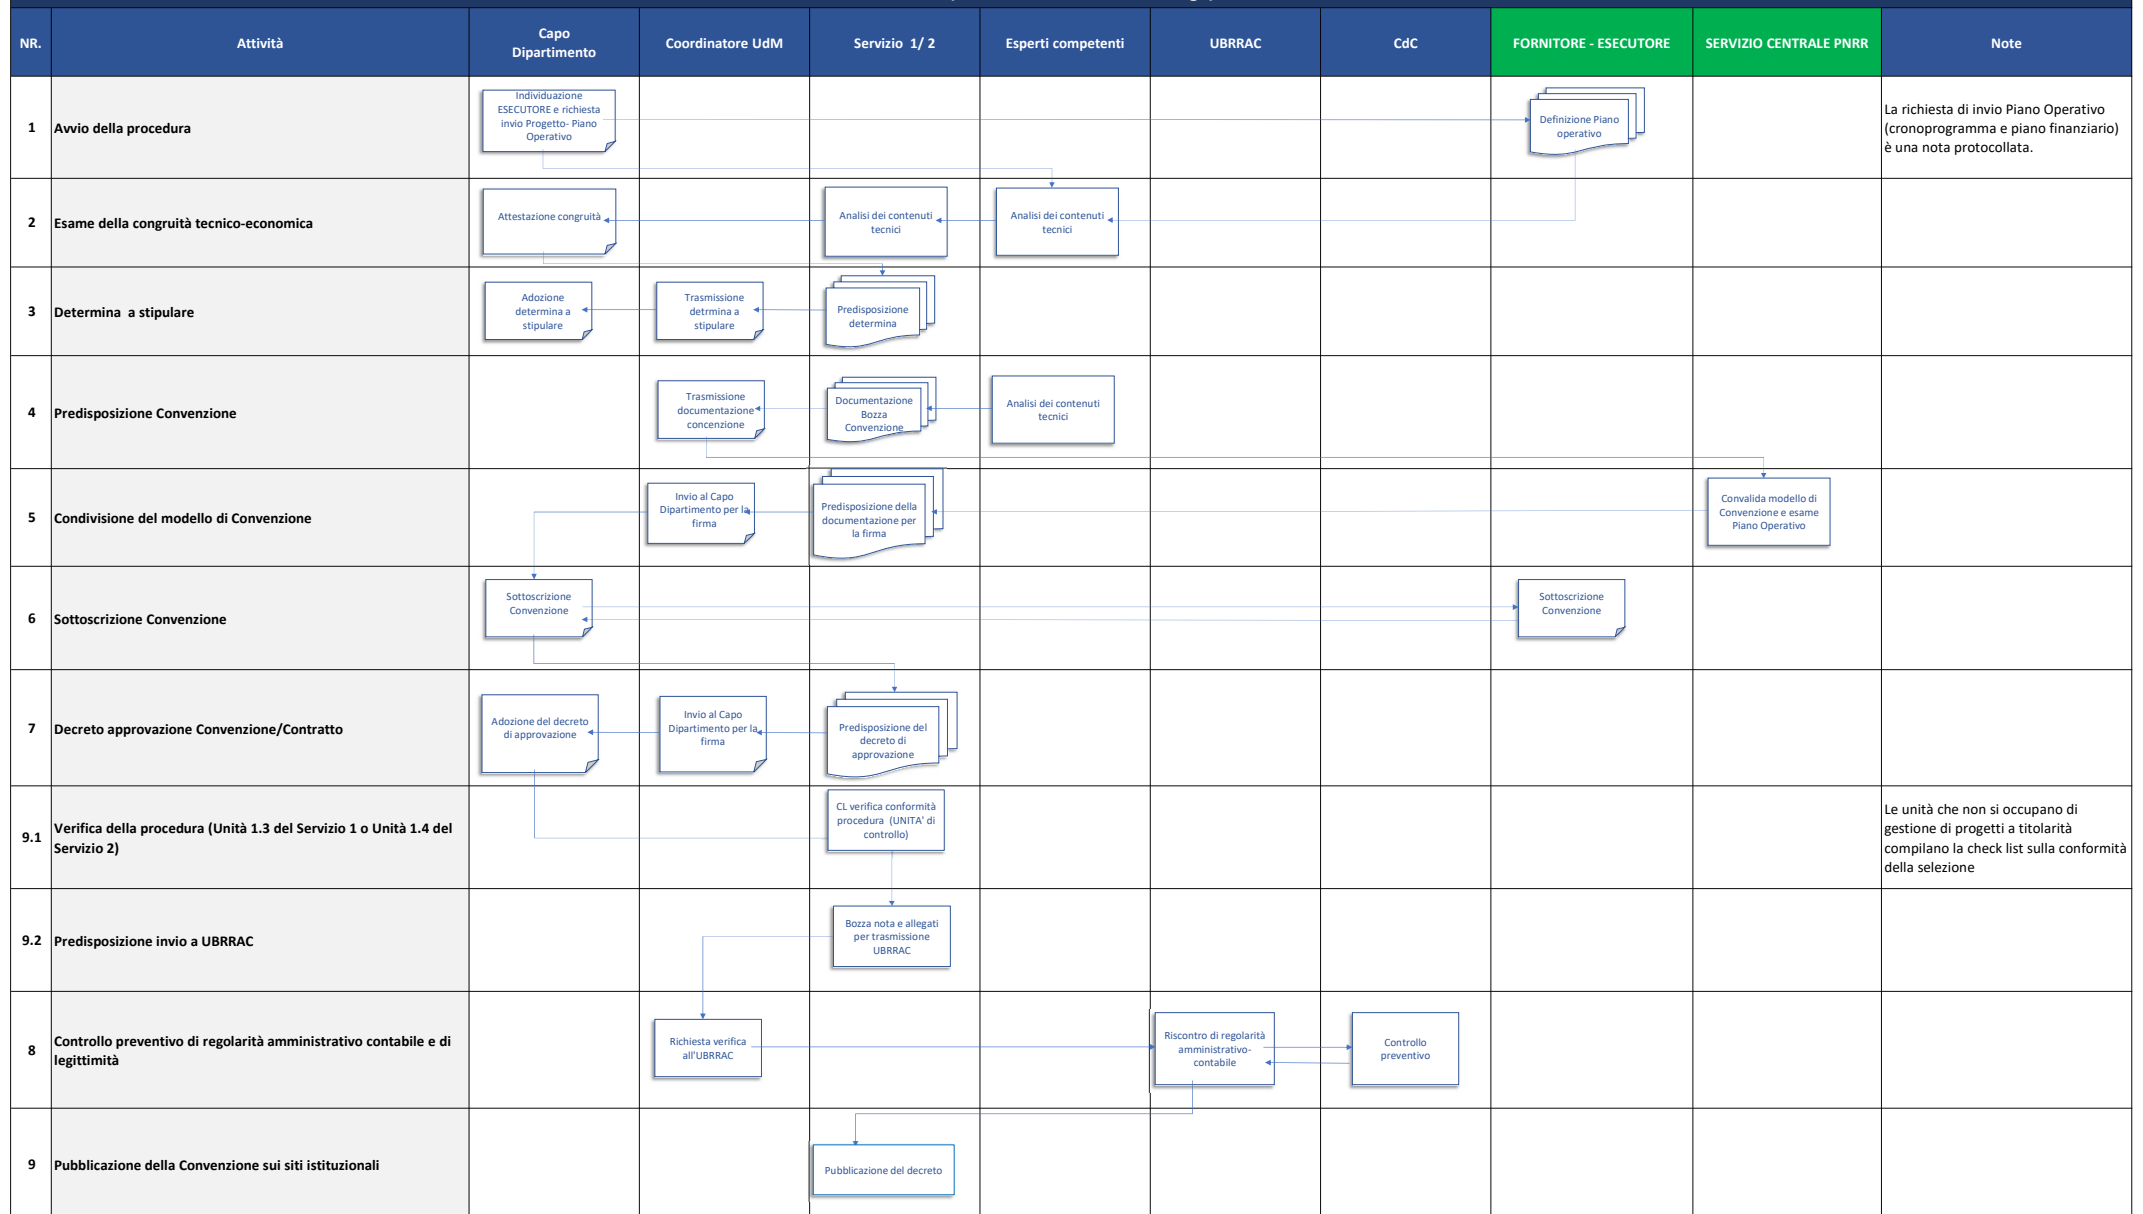 NR.
Attività
Capo
Dipartimento
Coordinatore UdM
Servizio 1/ 2
Esperti competenti
UBRRAC
CdC
FORNITORE - ESECUTORE
SERVIZIO CENTRALE PNRR
Note
1
Avvio della procedura
Individuazione
ESECUTORE e richiesta
invio Progetto- Piano
Operativo
Definizione Piano
operativo
La richiesta di invio Piano Operativo
(cronoprogramma e piano finanziario)
è una nota protocollata.
2
Esame della congruità tecnico-economica
Attestazione congruità
Analisi dei contenuti
tecnici
Analisi dei contenuti
tecnici
3
Determina a stipulare
Adozione
determina a
stipulare
Trasmissione
detrmina a
stipulare
Predisposizione
determina
4
Predisposizione Convenzione
Trasmissione
documentazione
concenzione
Documentazione
Bozza
Convenzione
Analisi dei contenuti
tecnici
5
Condivisione del modello di Convenzione
Invio al Capo
Dipartimento per la
firma
Predisposizione della
documentazione per
la firma
Convalida modello di
Convenzione e esame
Piano Operativo
6
Sottoscrizione Convenzione
Sottoscrizione
Convenzione
Sottoscrizione
Convenzione
7
Decreto approvazione Convenzione/Contratto
Adozione del decreto
di approvazione
Invio al Capo
Dipartimento per la
firma
Predisposizione del
decreto di
approvazione
9.1
Verifica della procedura (Unità 1.3 del Servizio 1 o Unità 1.4 del
Servizio 2)
CL verifica conformità
procedura (UNITA' di
controllo)
Le unità che non si occupano di
gestione di progetti a titolarità
compilano la check list sulla conformità
della selezione
9.2
Predisposizione invio a UBRRAC
Bozza nota e allegati
per trasmissione
UBRRAC
8
Controllo preventivo di regolarità amministrativo contabile e di
legittimità
Richiesta verifica
all'UBRRAC
Riscontro di regolarità
amministrativo-
contabile
Controllo
preventivo
9
Pubblicazione della Convenzione sui siti istituzionali
Pubblicazione del decreto